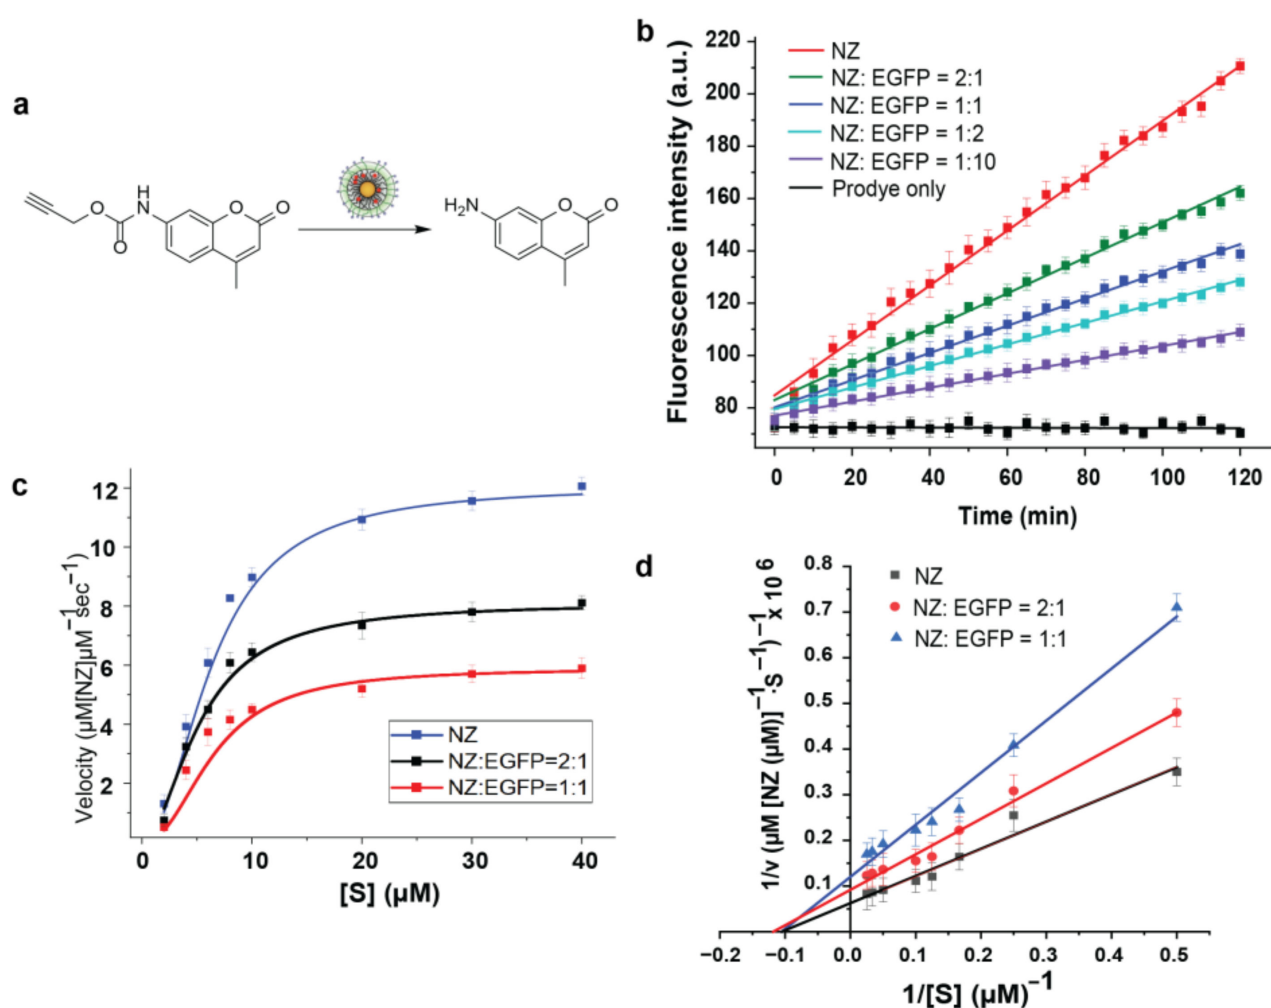 a
O
O
H
N
O
O
H₂N
O
O
b
Fluorescence intensity (a.u.)
220
200
180
160
140
120
100
80
NZ
NZ: EGFP = 2:1
NZ: EGFP = 1:1
NZ: EGFP = 1:2
NZ: EGFP = 1:10
Prodye only
0 20 40 60 80 100 120
Time (min)
c
Velocity (µM[NZ]µM⁻¹sec⁻¹)
12
10
8
6
4
2
NZ
NZ:EGFP=2:1
NZ:EGFP=1:1
0 10 20 30 40
[S] (µM)
d
1/v (µM [NZ (µM)]⁻¹·S⁻¹)⁻¹x 10⁶
0.8
0.7
0.6
0.5
0.4
0.3
0.2
0.1
NZ
NZ: EGFP = 2:1
NZ: EGFP = 1:1
−0.2 −0.1 0.0 0.1 0.2 0.3 0.4 0.5
1/[S] (µM)⁻¹